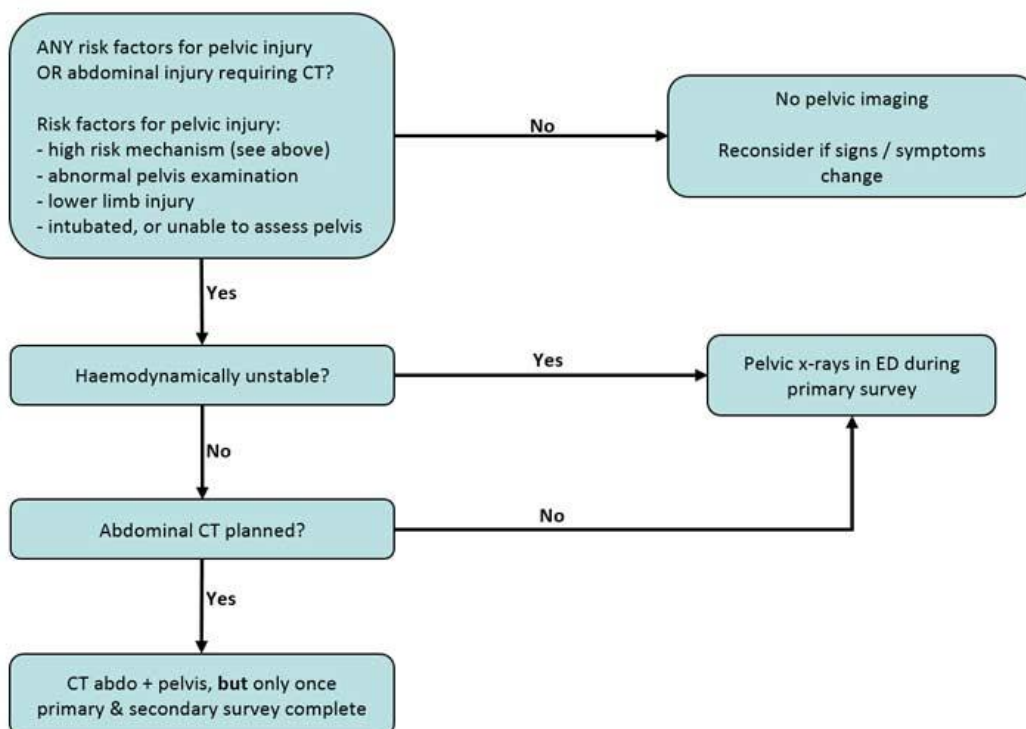 ANY risk factors for pelvic injury
OR abdominal injury requiring CT?
Risk factors for pelvic injury:
- high risk mechanism (see above)
- abnormal pelvis examination
- lower limb injury
- intubated, or unable to assess pelvis
No
No pelvic imaging
Reconsider if signs / symptoms
change
Yes
Haemodynamically unstable?
Yes
Pelvic x-rays in ED during
primary survey
No
Abdominal CT planned?
No
Yes
CT abdo + pelvis, but only once
primary & secondary survey complete